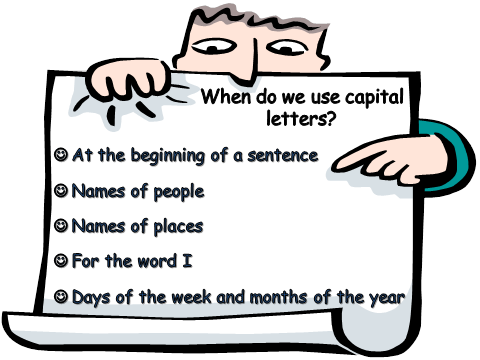 When do we use capital
letters?
☺ At the beginning of a sentence
☺ Names of people
☺ Names of places
☺ For the word I
☺ Days of the week and months of the year